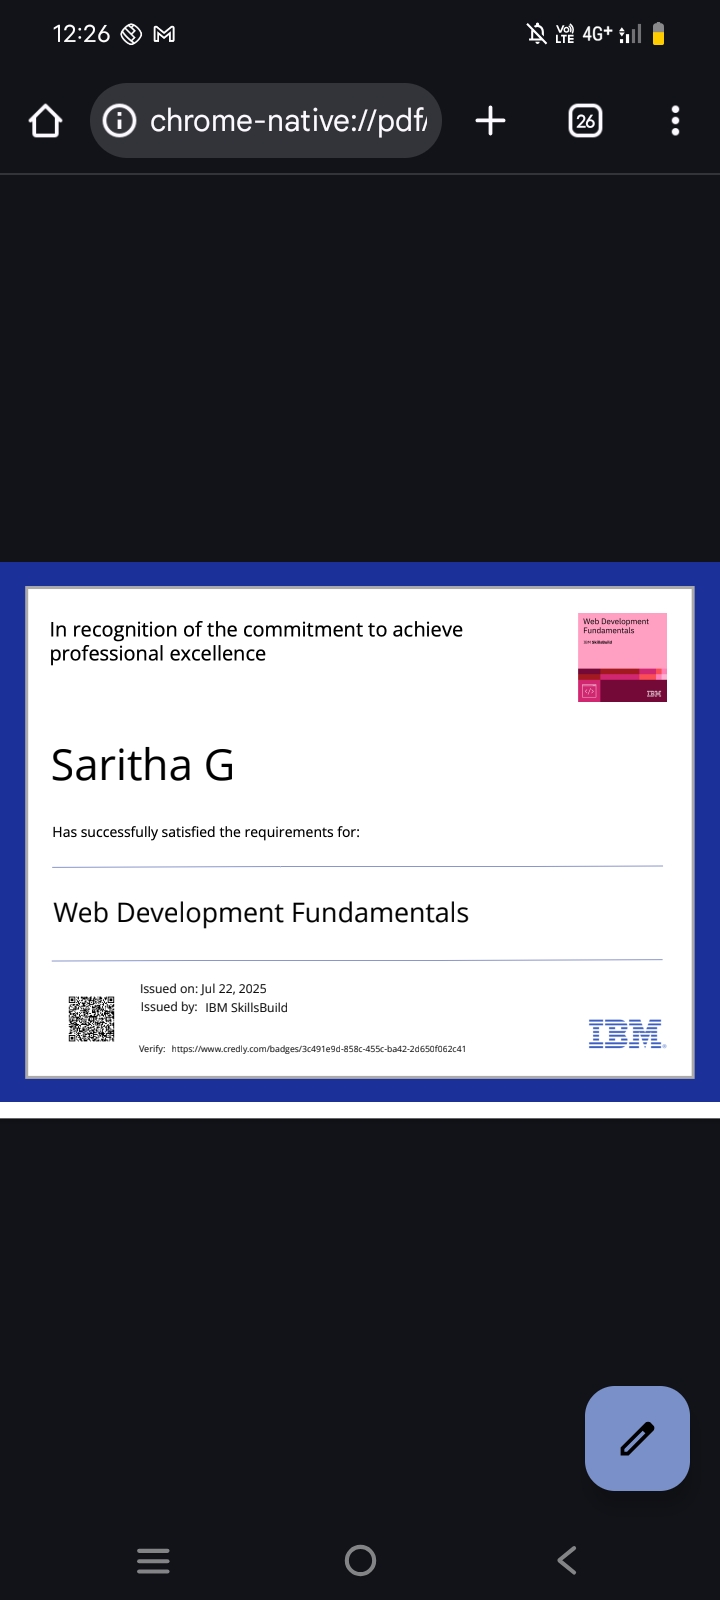 12:26 VoLTE 4G+
chrome-native://pdf/
26
In recognition of the commitment to achieve
professional excellence
Web Development
Fundamentals
IBM SkillsBuild
</>
IBM
Saritha G
Has successfully satisfied the requirements for:
Web Development Fundamentals
Issued on: Jul 22, 2025
Issued by: IBM SkillsBuild
Verify: https://www.credly.com/badges/3c491e9d-858c-455c-ba42-2d650f062c41
IBM®